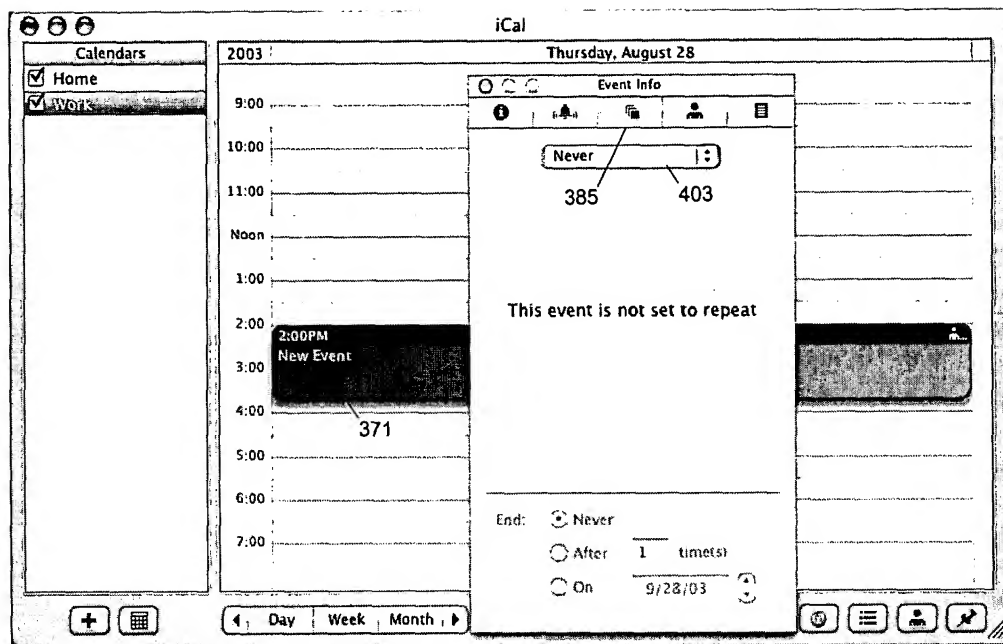 iCal
Calendars
Home
Work
2003
Thursday, August 28
9:00
10:00
11:00
Noon
1:00
2:00
3:00
4:00
5:00
6:00
7:00
2:00PM
New Event
371
Event Info
Never
385
403
This event is not set to repeat
End:
Never
After 1 time(s)
On 9/28/03
Day
Week
Month